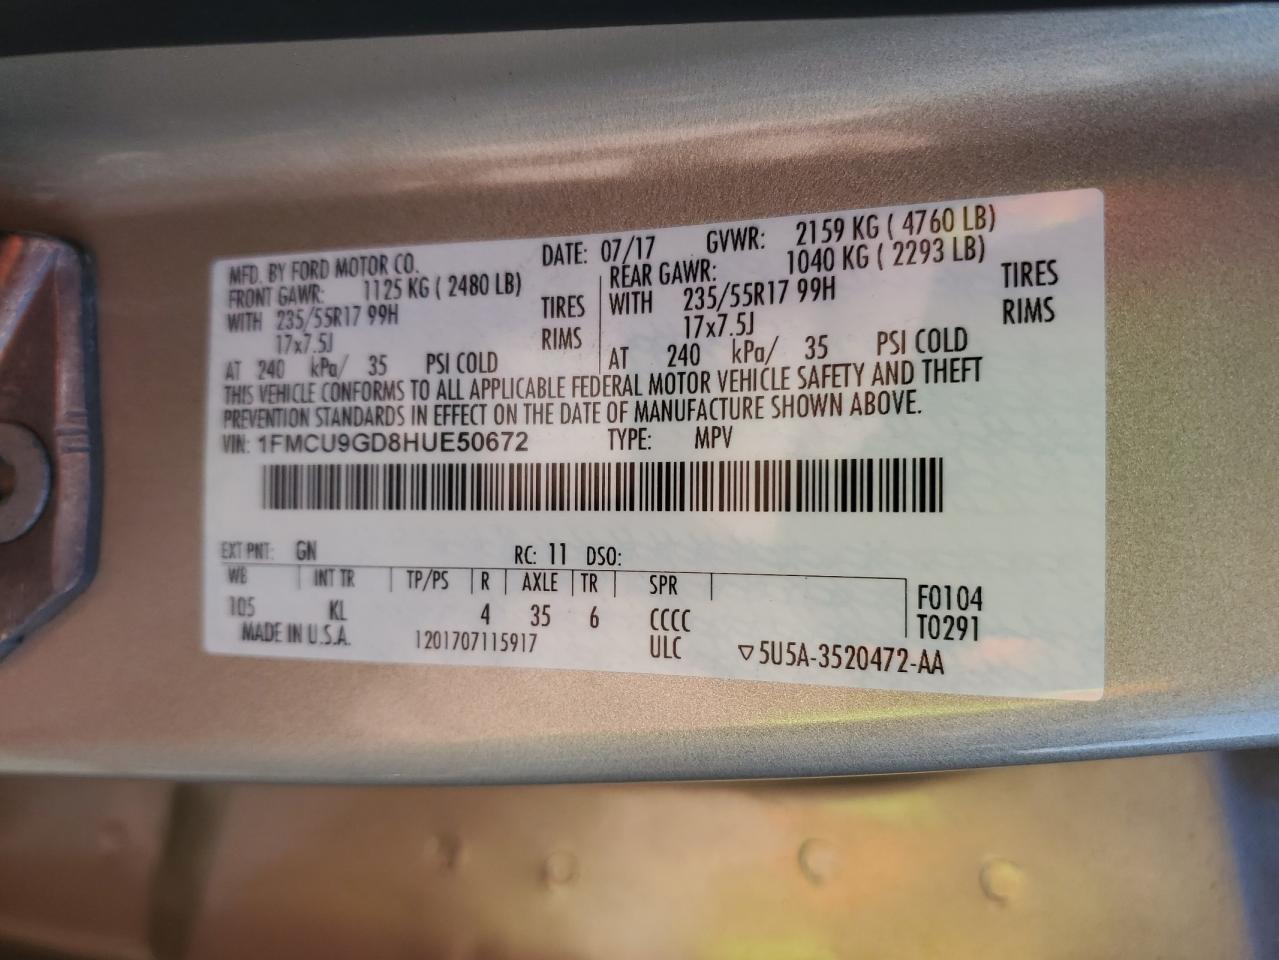 MFD. BY FORD MOTOR CO. DATE: 07/17 GVWR: 2159 KG ( 4760 LB)
FRONT GAWR: 1125 KG ( 2480 LB) REAR GAWR: 1040 KG ( 2293 LB)
WITH 235/55R17 99H TIRES WITH 235/55R17 99H TIRES
17x7.5J RIMS 17x7.5J RIMS
AT 240 kPa/ 35 PSI COLD AT 240 kPa/ 35 PSI COLD
THIS VEHICLE CONFORMS TO ALL APPLICABLE FEDERAL MOTOR VEHICLE SAFETY AND THEFT
PREVENTION STANDARDS IN EFFECT ON THE DATE OF MANUFACTURE SHOWN ABOVE.
VIN: 1FMCU9GD8HUE50672 TYPE: MPV
EXT PNT: GN RC: 11 DSO:
WB INT TR TP/PS R AXLE TR SPR F0104
105 KL 4 35 6 CCCC T0291
MADE IN U.S.A. 1201707115917 ULC ▽5U5A-3520472-AA